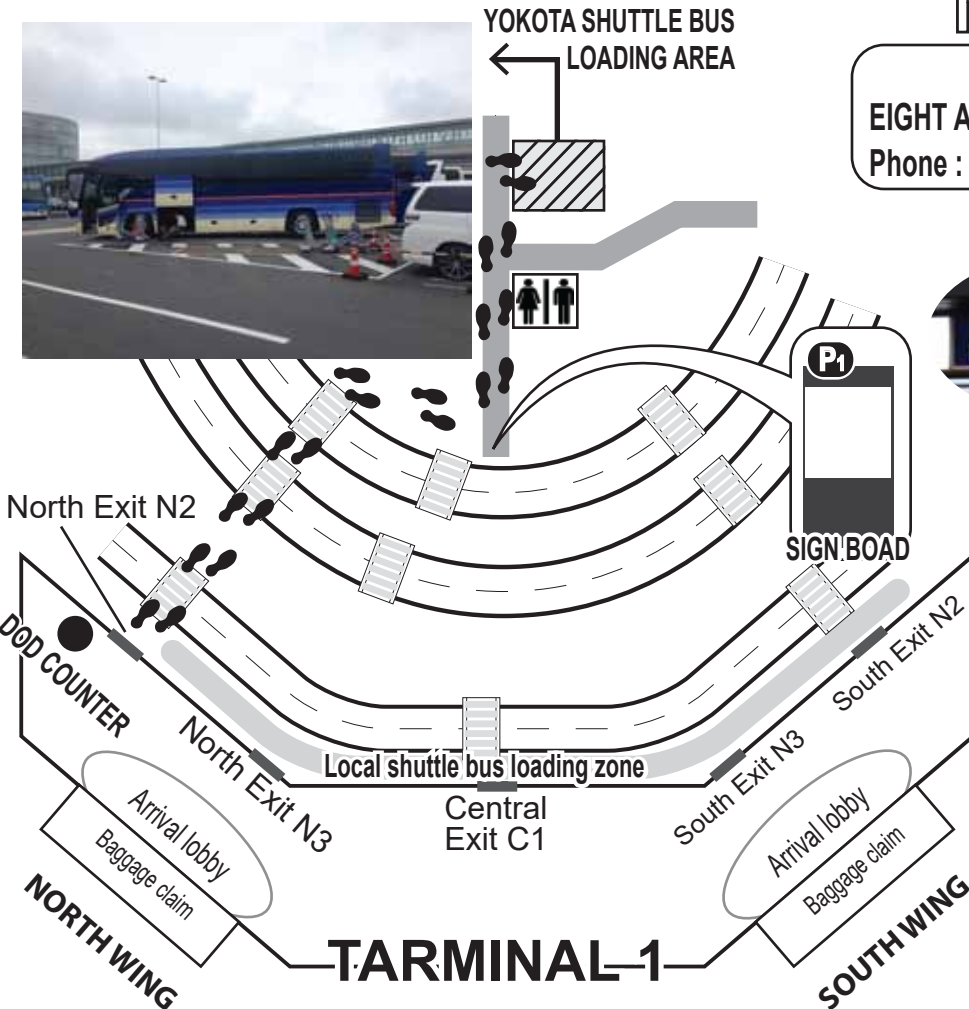 YOKOTA SHUTTLE BUS
LOADING AREA
EIGHT A
Phone :
P1
SIGN BOAD
North Exit N2
DOD COUNTER
North Exit N3
Local shuttle bus loading zone
Central
Exit C1
South Exit N3
South Exit N2
Arrival lobby
Baggage claim
NORTH WING
Arrival lobby
Baggage claim
SOUTH WING
TARMINAL 1